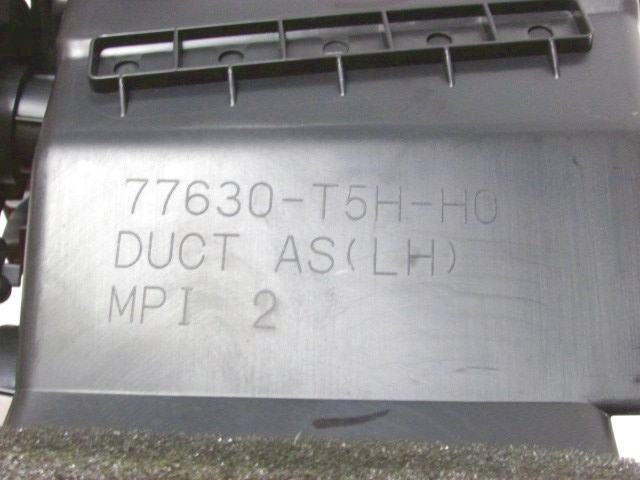 77630-T5H-H0
DUCT AS(LH)
MPI 2